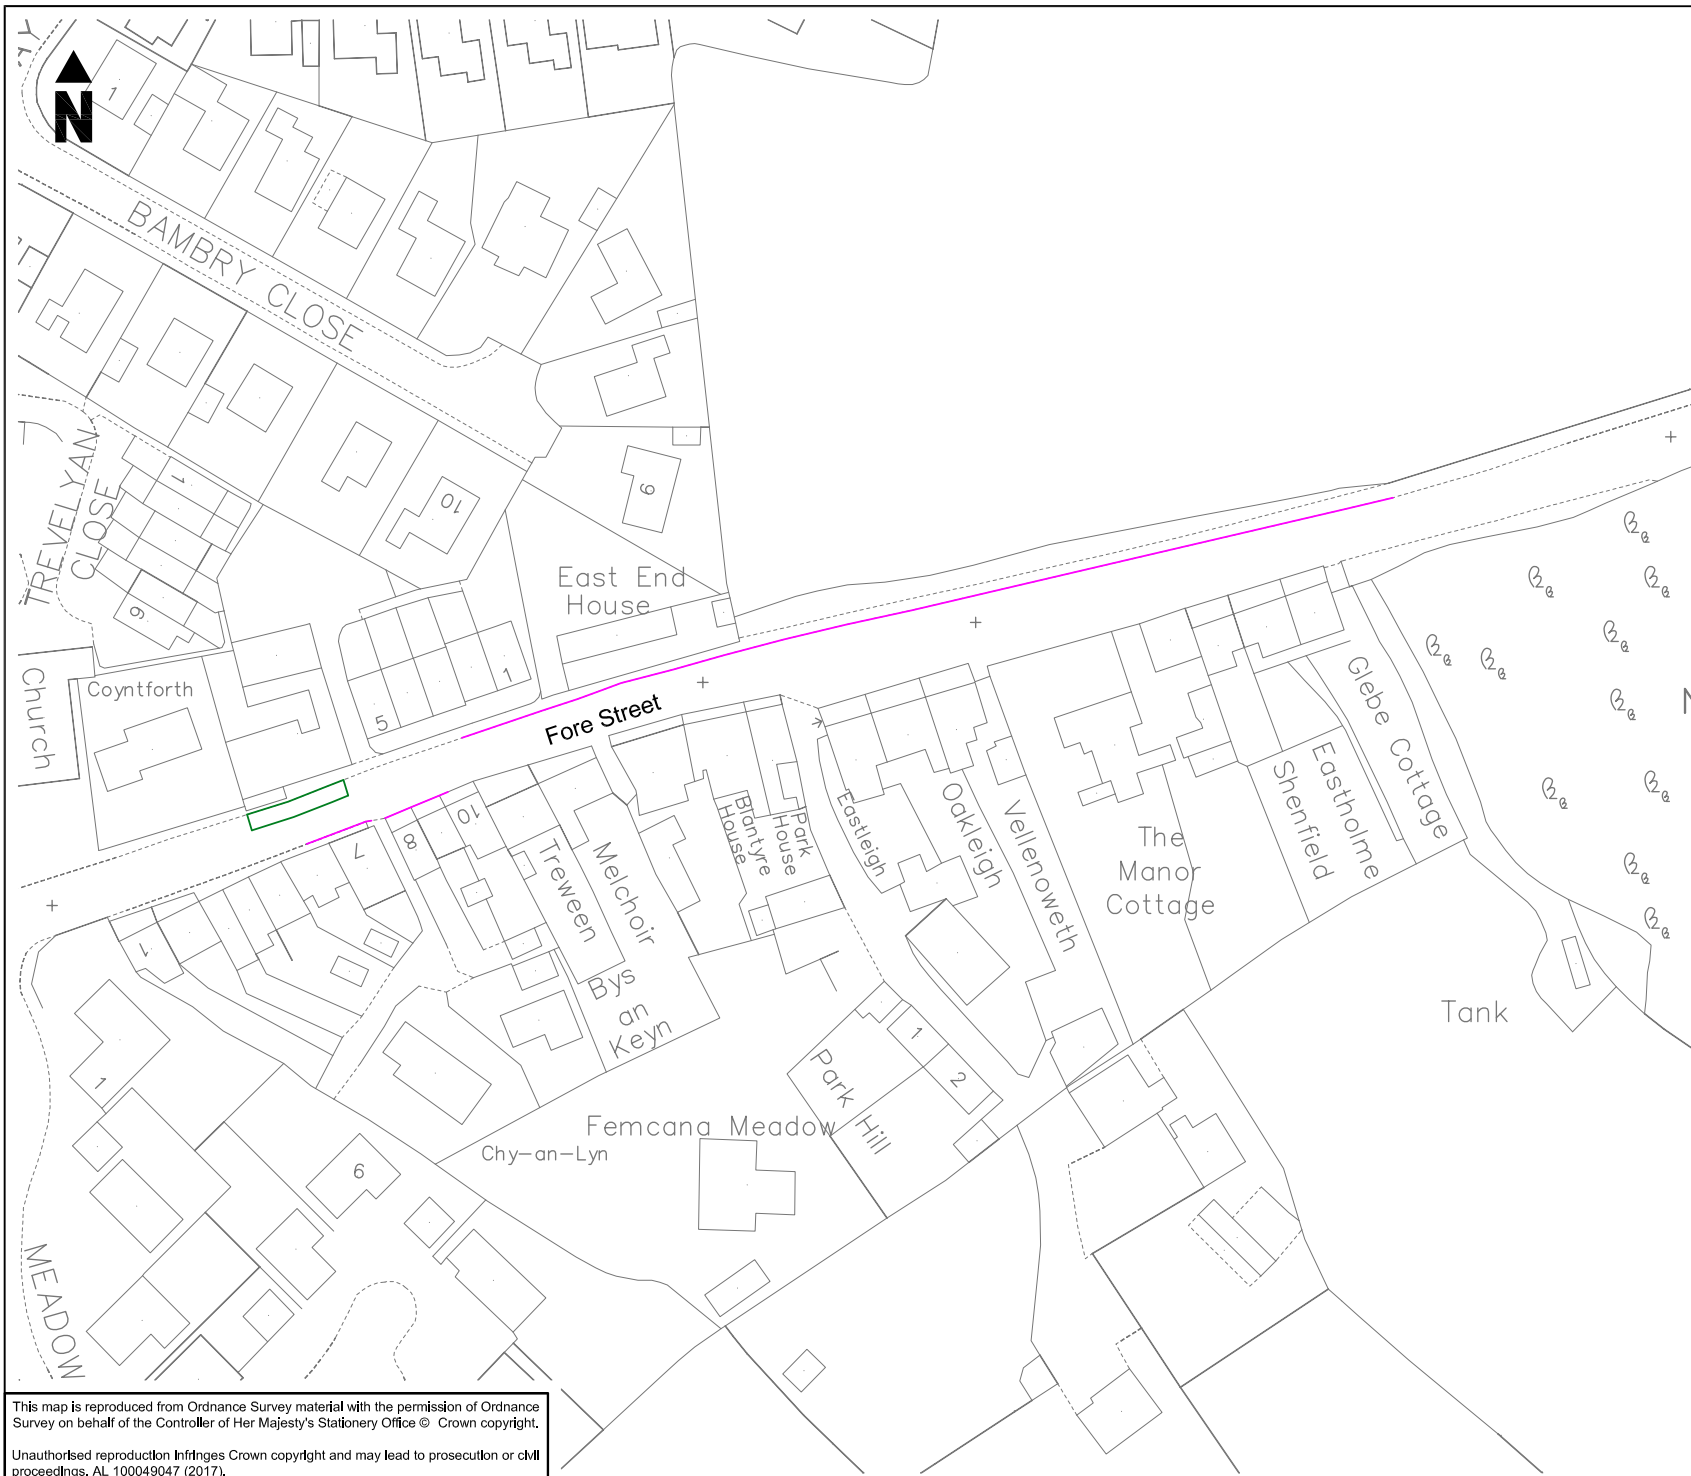 N
1
BAMBRY CLOSE
TREVELYAN
CLOSE
1
9
10
9
East End
House
Church
Coyntforth
5
1
Fore Street
7
8
10
1
Treween
Melchoir
Blantyre
House
Park
House
Eastleigh
Oakleigh
Vellenoweth
The
Manor
Cottage
Shenfield
Eastholme
Glebe Cottage
Bys
an
Keyn
Tank
1
2
Park Hill
Femcana Meadow
Chy-an-Lyn
1
6
MEADOW
This map is reproduced from Ordnance Survey material with the permission of Ordnance
Survey on behalf of the Controller of Her Majesty's Stationery Office © Crown copyright.
Unauthorised reproduction infringes Crown copyright and may lead to prosecution or civil
proceedings. AL 100049047 (2017).